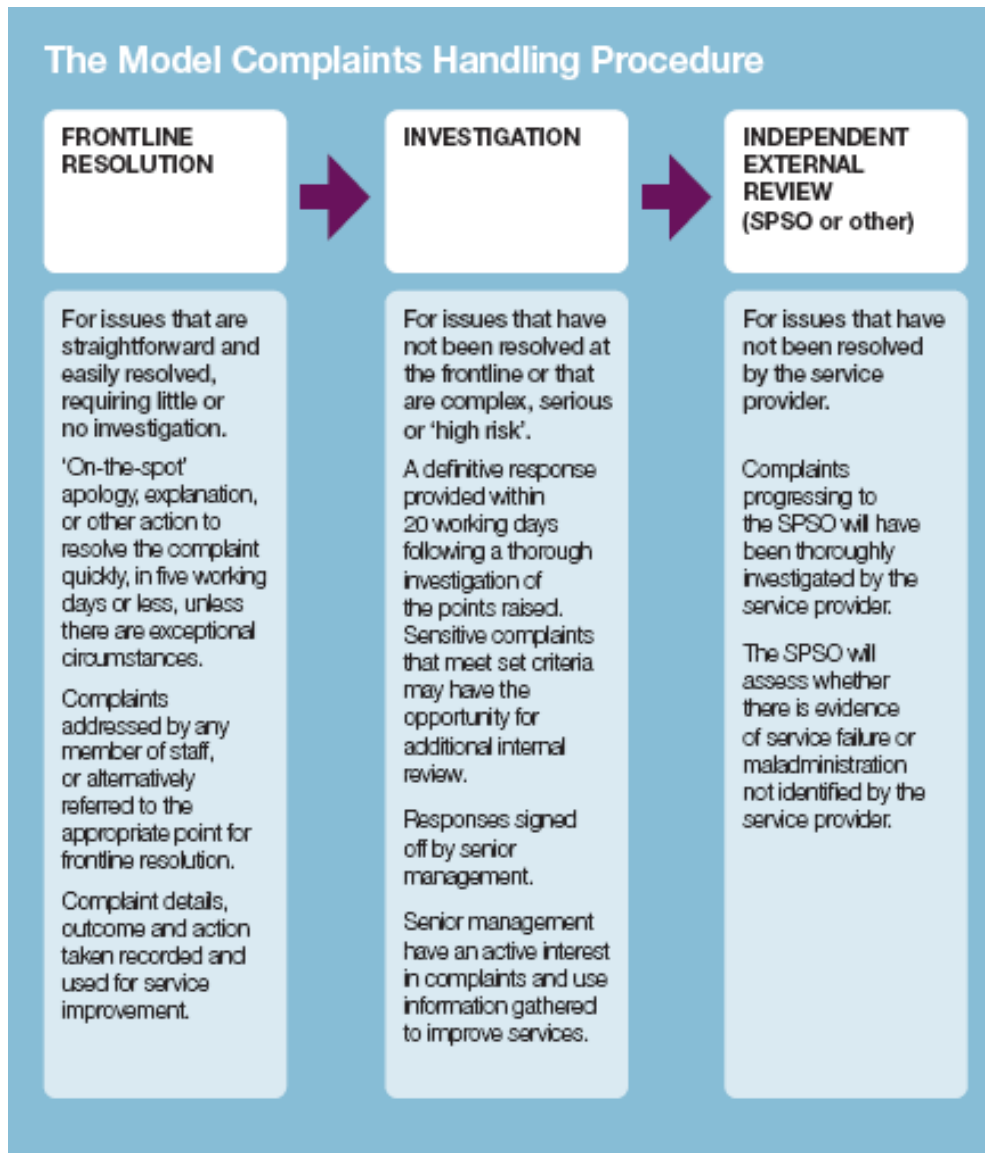 The Model Complaints Handling Procedure
FRONTLINE
RESOLUTION
INVESTIGATION
INDEPENDENT
EXTERNAL
REVIEW
(SPSO or other)
For issues that are
straightforward and
easily resolved,
requiring little or
no investigation.
‘On-the-spot’
apology, explanation,
or other action to
resolve the complaint
quickly, in five working
days or less, unless
there are exceptional
circumstances.
Complaints
addressed by any
member of staff,
or alternatively
referred to the
appropriate point for
frontline resolution.
Complaint details,
outcome and action
taken recorded and
used for service
improvement.
For issues that have
not been resolved at
the frontline or that
are complex, serious
or ‘high risk’.
A definitive response
provided within
20 working days
following a thorough
investigation of
the points raised.
Sensitive complaints
that meet set criteria
may have the
opportunity for
additional internal
review.
Responses signed
off by senior
management.
Senior management
have an active interest
in complaints and use
information gathered
to improve services.
For issues that have
not been resolved
by the service
provider.
Complaints
progressing to
the SPSO will have
been thoroughly
investigated by the
service provider.
The SPSO will
assess whether
there is evidence
of service failure or
maladministration
not identified by the
service provider.